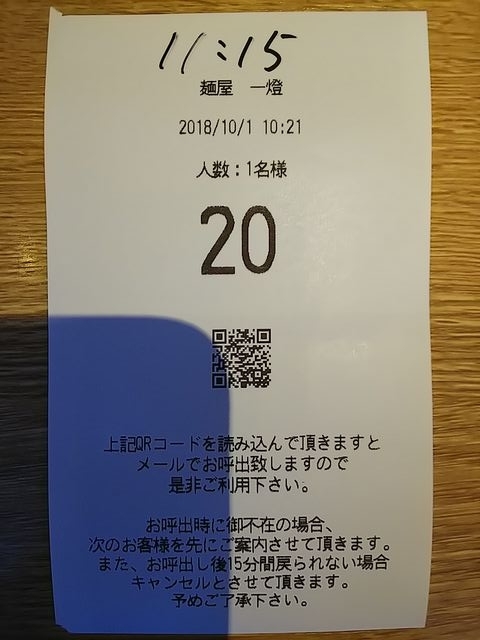 11:15
麺屋　一燈
2018/10/1 10:21
人数：1名様
20
上記QRコードを読み込んで頂きますと
メールでお呼出致しますので
是非ご利用下さい。
お呼出時に御不在の場合、
次のお客様を先にご案内させて頂きます。
また、お呼出し後15分間戻られない場合
キャンセルとさせて頂きます。
予めご了承下さい。